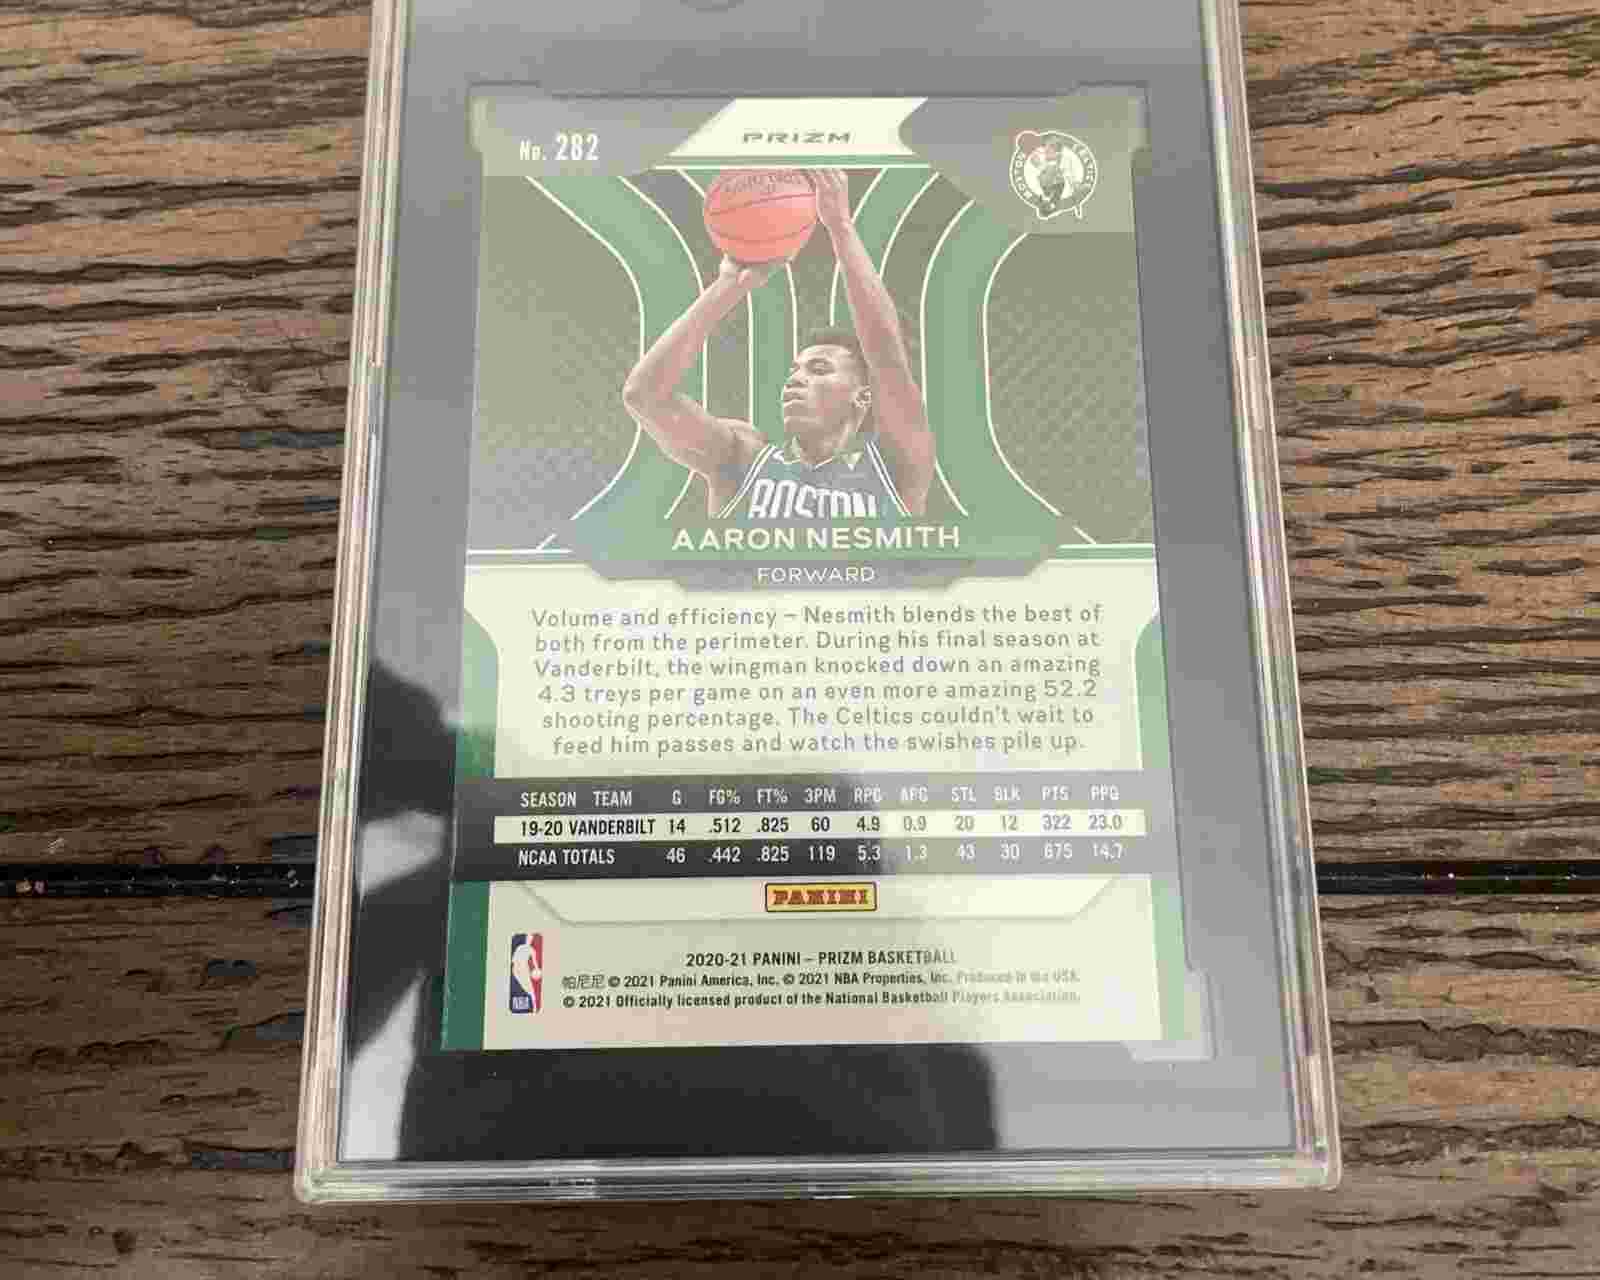 No. 282
PRIZM
BOSTON CELTICS
BOSTON
AARON NESMITH
FORWARD
Volume and efficiency – Nesmith blends the best of
both from the perimeter. During his final season at
Vanderbilt, the wingman knocked down an amazing
4.3 treys per game on an even more amazing 52.2
shooting percentage. The Celtics couldn't wait to
feed him passes and watch the swishes pile up.
SEASON TEAM G FG% FT% 3PM RPG APG STL BLK PTS PPG
19-20 VANDERBILT 14 .512 .825 60 4.9 0.9 20 12 322 23.0
NCAA TOTALS 46 .442 .825 119 5.3 1.3 43 30 675 14.7
PANINI
2020-21 PANINI – PRIZM BASKETBALL
帕尼尼 © 2021 Panini America, Inc. © 2021 NBA Properties, Inc. Produced in the USA.
© 2021 Officially licensed product of the National Basketball Players Association.
NBA